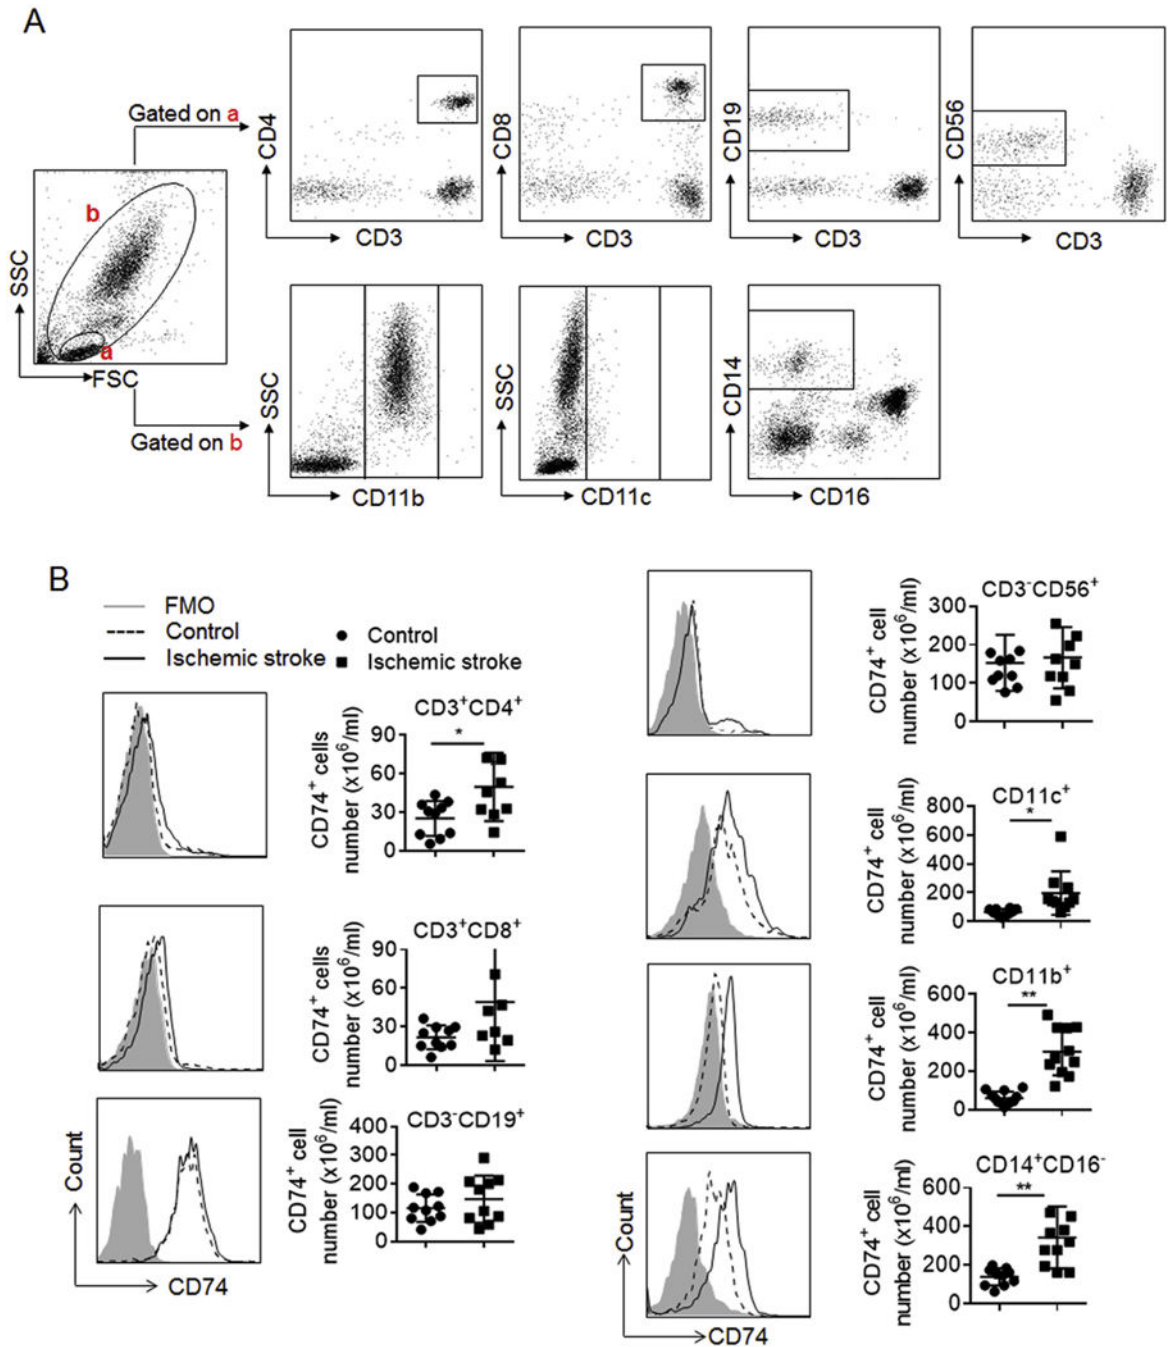 A
Gated on a
CD4
CD3
CD8
CD3
CD19
CD3
CD56
CD3
b
a
SSC
FSC
Gated on b
SSC
CD11b
SSC
CD11c
CD14
CD16
B
FMO
Control
Ischemic stroke
● Control
■ Ischemic stroke
CD3⁺CD4⁺
*
90
60
30
0
CD74⁺ cells
number (x10⁶/ml)
CD3⁺CD8⁺
90
60
30
0
CD74⁺ cells
number (x10⁶/ml)
Count
CD74
CD3⁻CD19⁺
400
300
200
100
0
CD74⁺ cell
number (x10⁶/ml)
CD3⁻CD56⁺
300
200
100
0
CD74⁺ cell
number (x10⁶/ml)
CD11c⁺
*
800
600
400
200
0
CD74⁺ cell
number (x10⁶/ml)
CD11b⁺
**
600
400
200
0
CD74⁺ cell
number (x10⁶/ml)
Count
CD74
CD14⁺CD16⁻
**
600
400
200
0
CD74⁺ cell
number (x10⁶/ml)